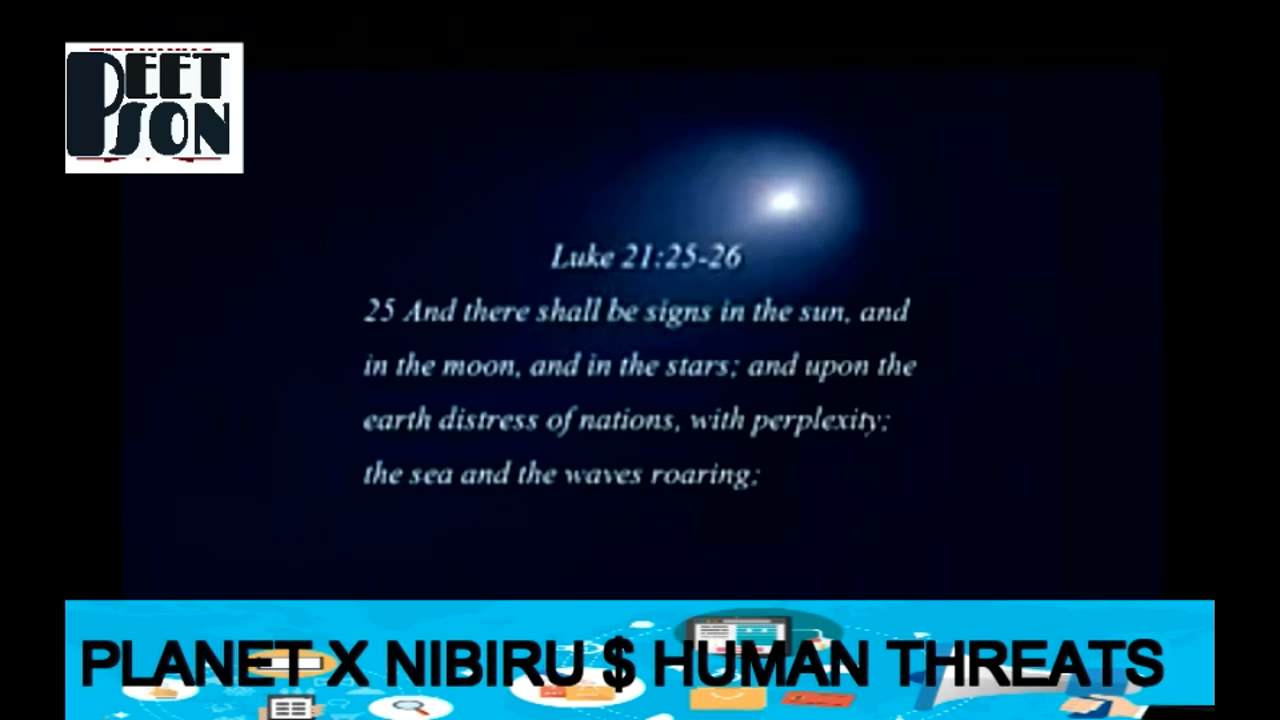 PEET
SON
Luke 21:25-26
25 And there shall be signs in the sun, and
in the moon, and in the stars; and upon the
earth distress of nations, with perplexity;
the sea and the waves roaring;
PLANET X NIBIRU $ HUMAN THREATS